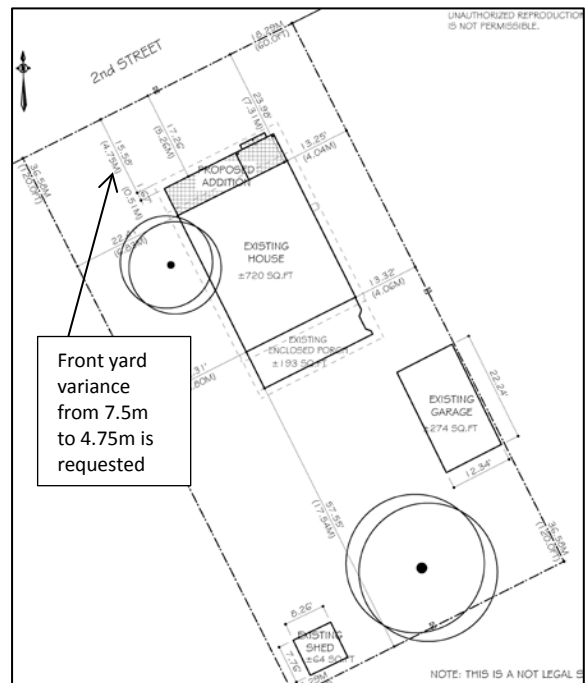 UNAUTHORIZED REPRODUCTION
IS NOT PERMISSIBLE.
2nd STREET
18.29M
(60.0FT)
23.98'
(7.31M)
17.26'
(5.26M)
15.58'
(4.75M)
36.58M
(120.0FT)
13.25'
(4.04M)
PROPOSED
ADDITION
1.67'
(0.51M)
EXISTING
HOUSE
±720 SQ.FT
13.32'
(4.06M)
EXISTING
ENCLOSED PORCH
±193 SQ.FT
Front yard
variance
from 7.5m
to 4.75m is
requested
EXISTING
GARAGE
±274 SQ.FT
22.24'
12.34'
57.55'
(17.54M)
36.58M
(120.0FT)
8.26'
EXISTING
SHED
±64 SQ.FT
7.76'
NOTE: THIS IS A NOT LEGAL